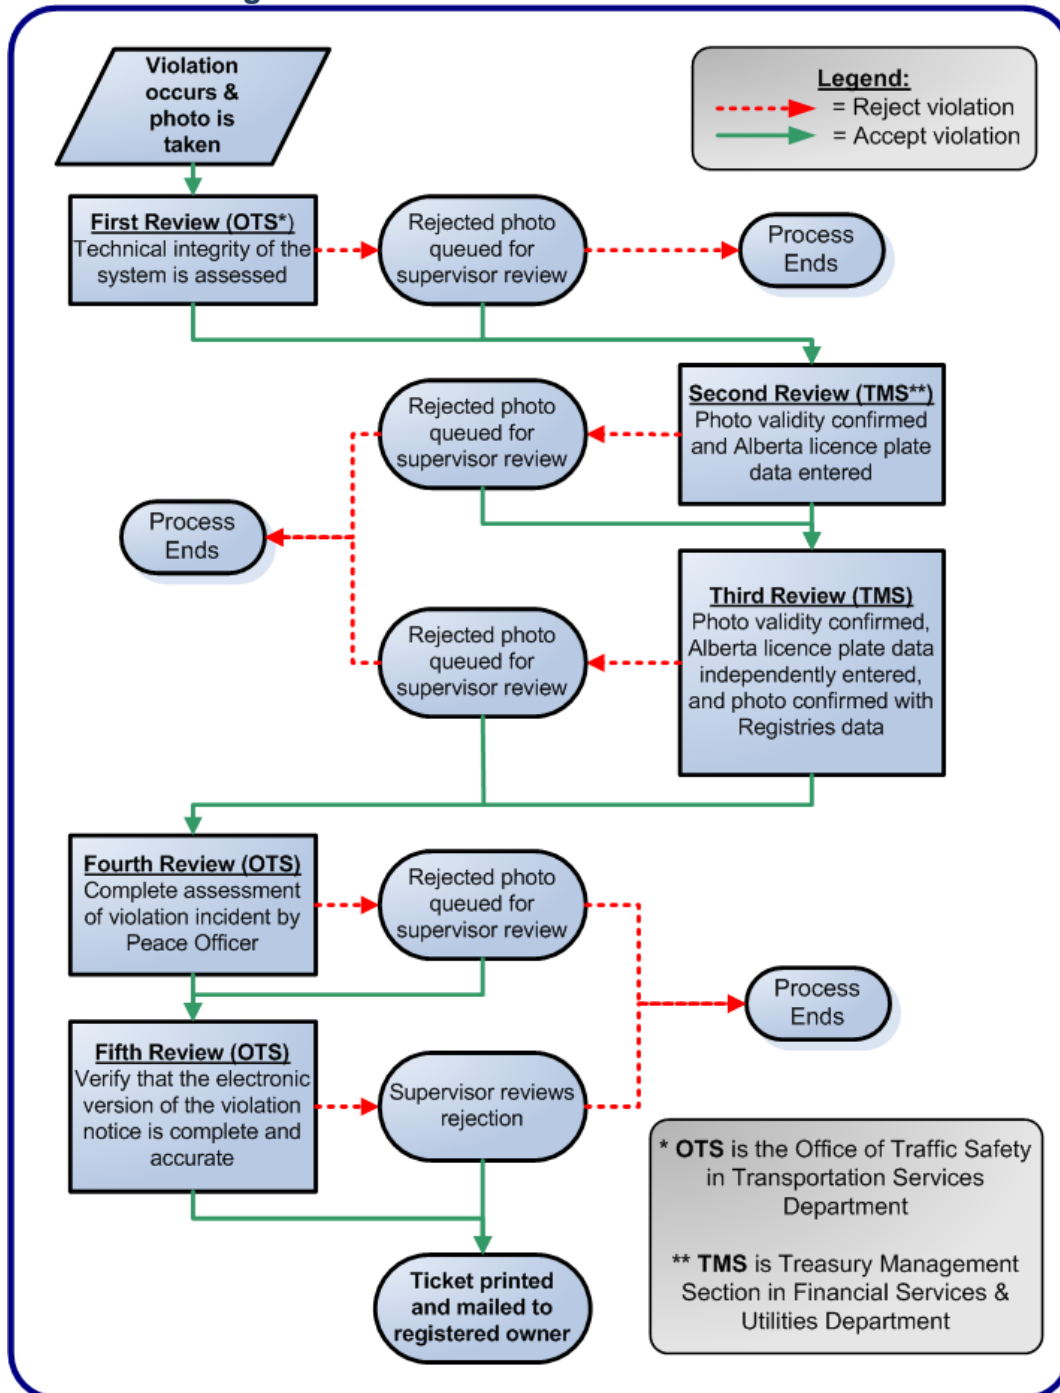 Violation
occurs &
photo is
taken
Legend:
= Reject violation
= Accept violation
First Review (OTS*)
Technical integrity of the
system is assessed
Rejected photo
queued for
supervisor review
Process
Ends
Second Review (TMS**)
Photo validity confirmed
and Alberta licence plate
data entered
Rejected photo
queued for
supervisor review
Process
Ends
Third Review (TMS)
Photo validity confirmed,
Alberta licence plate data
independently entered,
and photo confirmed with
Registries data
Rejected photo
queued for
supervisor review
Fourth Review (OTS)
Complete assessment
of violation incident by
Peace Officer
Rejected photo
queued for
supervisor review
Process
Ends
Fifth Review (OTS)
Verify that the electronic
version of the violation
notice is complete and
accurate
Supervisor reviews
rejection
* OTS is the Office of Traffic Safety
in Transportation Services
Department
** TMS is Treasury Management
Section in Financial Services &
Utilities Department
Ticket printed
and mailed to
registered owner